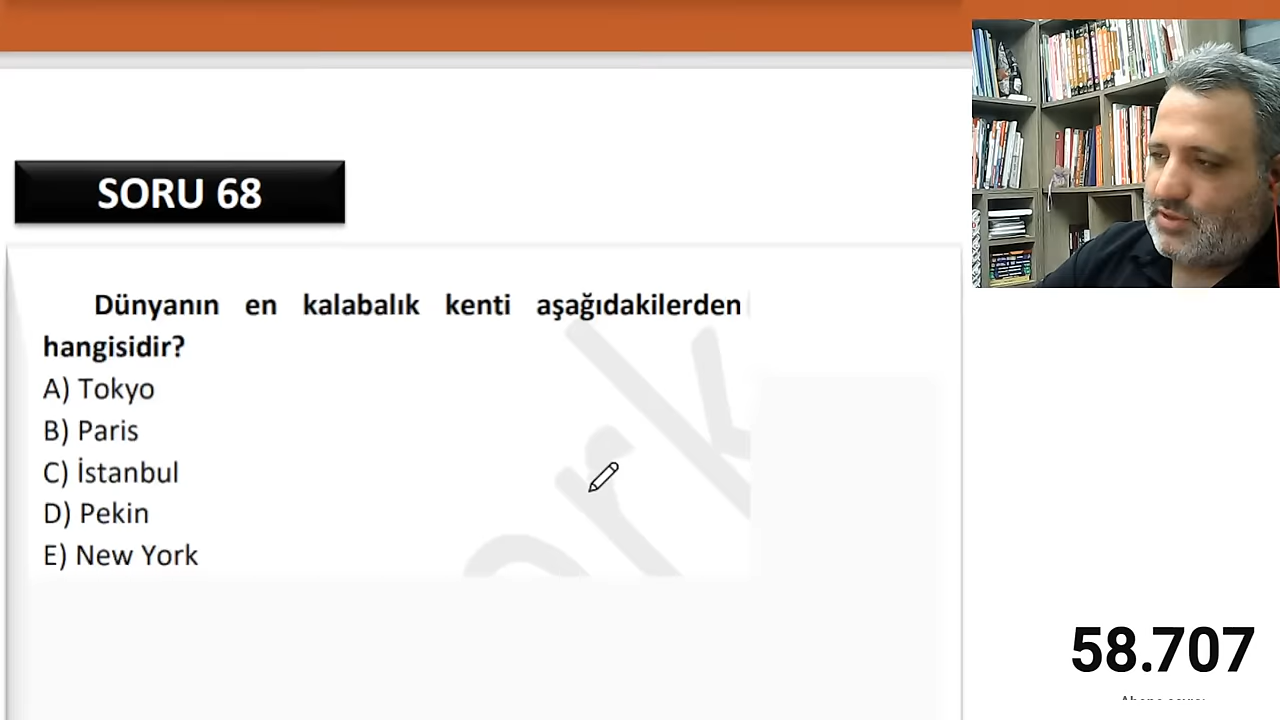 SORU 68
Dünyanın en kalabalık kenti aşağıdakilerden
hangisidir?
A) Tokyo
B) Paris
C) İstanbul
D) Pekin
E) New York
58.707